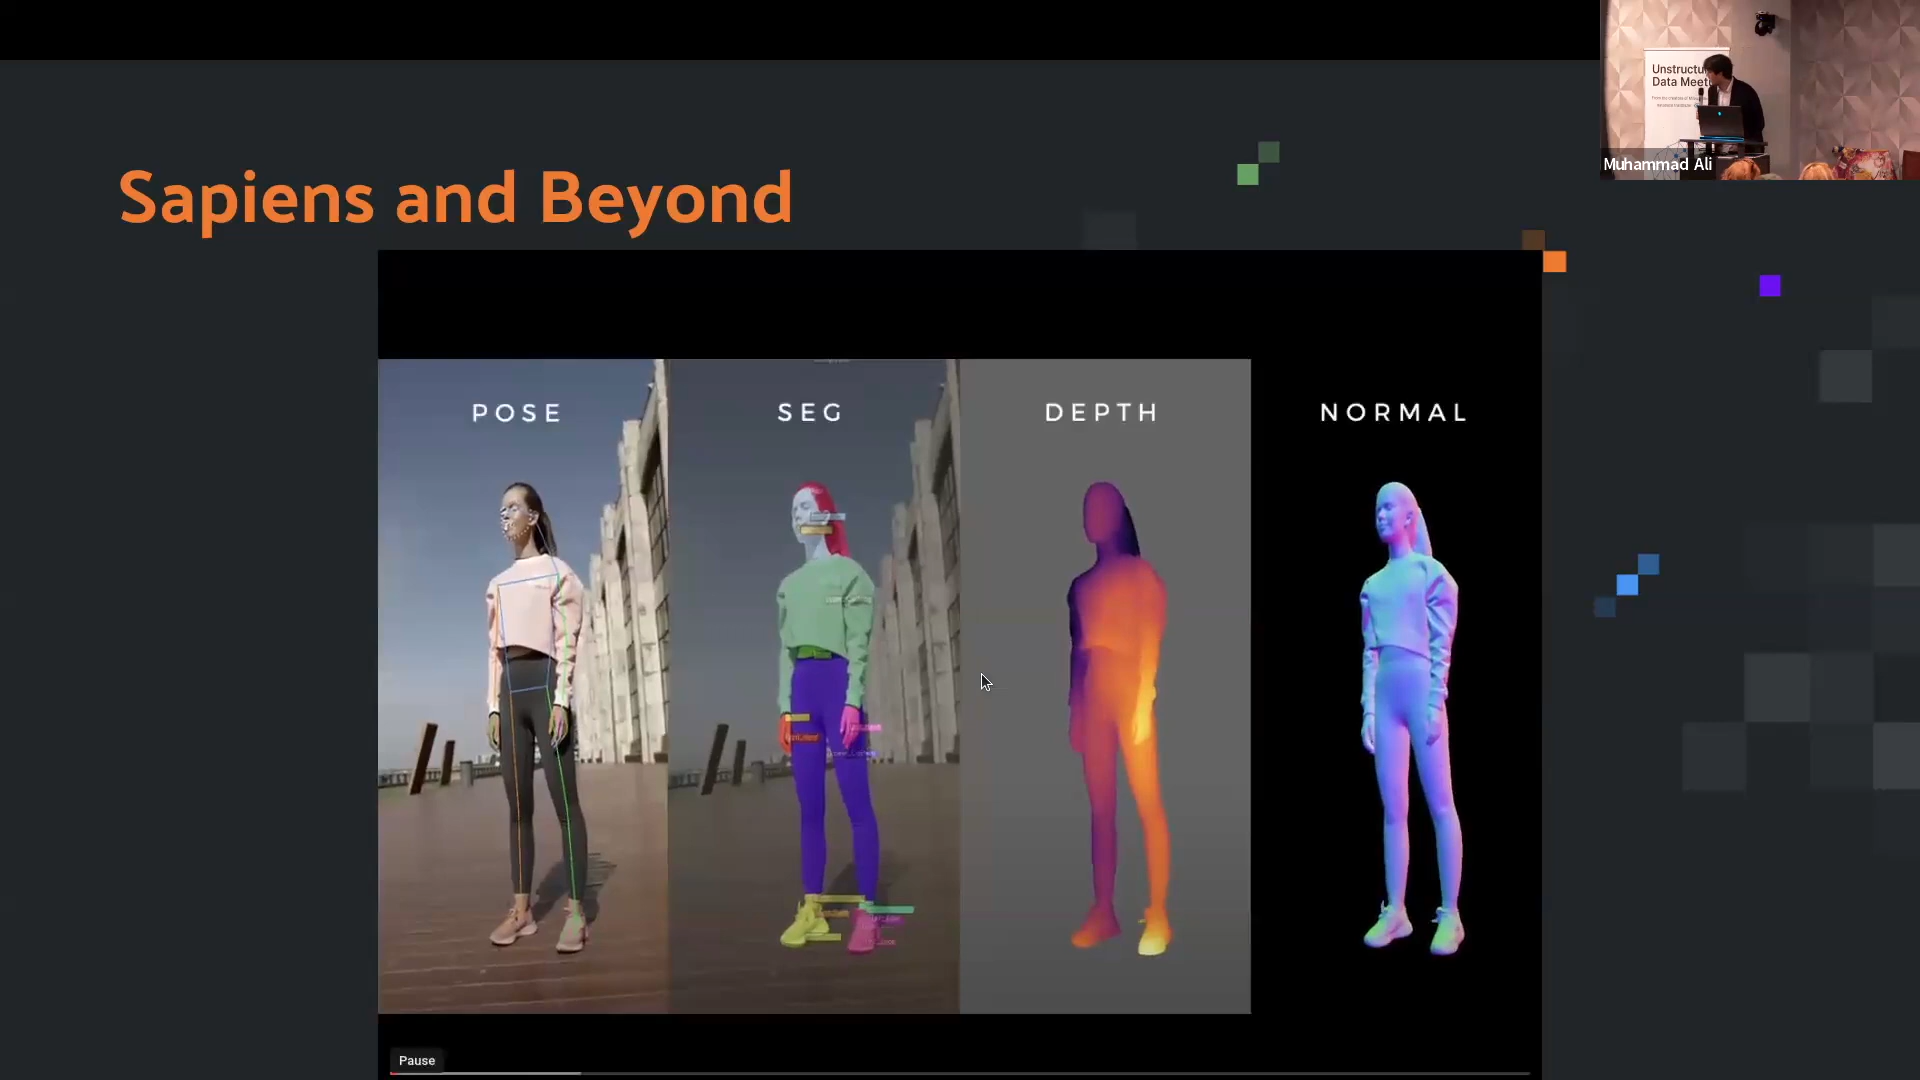 Sapiens and Beyond
Unstructu
Data Meet
Muhammad Ali
POSE
SEG
DEPTH
NORMAL
Pause